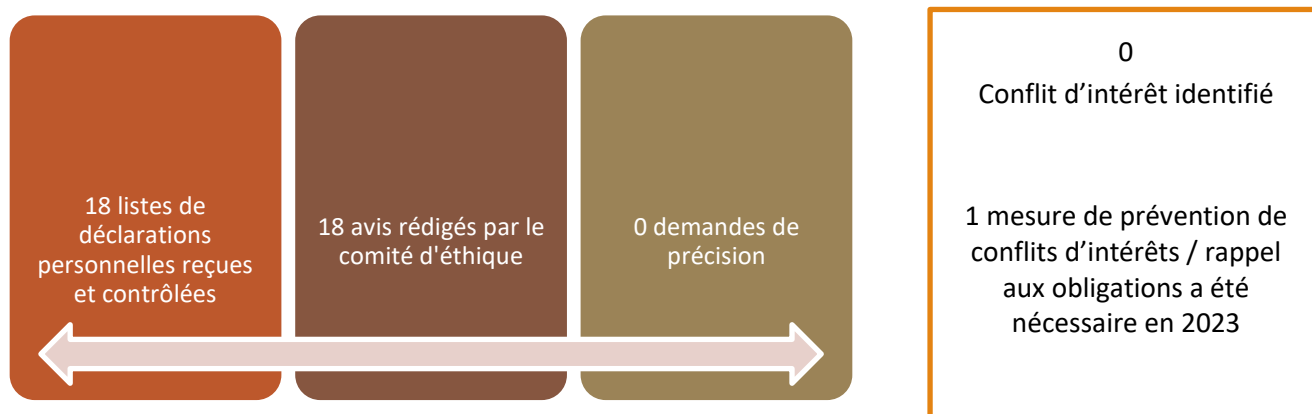 18 listes de
déclarations
personnelles reçues
et contrôlées
18 avis rédigés par le
comité d'éthique
0 demandes de
précision
0
Conflit d’intérêt identifié
1 mesure de prévention de
conflits d’intérêts / rappel
aux obligations a été
nécessaire en 2023